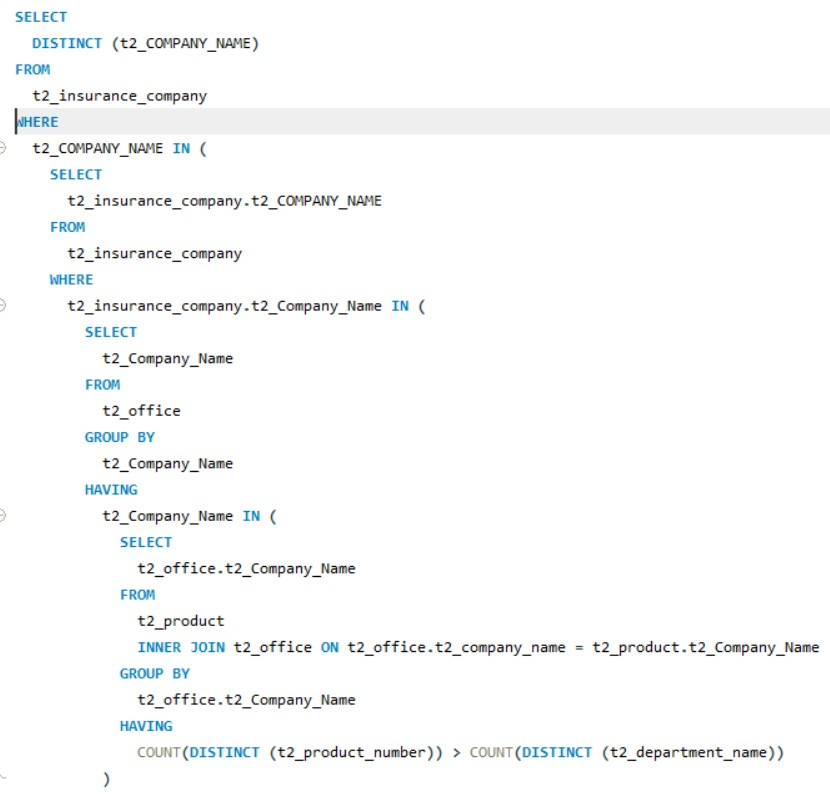 SELECT
DISTINCT (t2_COMPANY_NAME)
FROM
t2_insurance_company
WHERE
t2_COMPANY_NAME IN (
SELECT
t2_insurance_company.t2_COMPANY_NAME
FROM
t2_insurance_company
WHERE
t2_insurance_company.t2_Company_Name IN (
SELECT
t2_Company_Name
FROM
t2_office
GROUP BY
t2_Company_Name
HAVING
t2_Company_Name IN (
SELECT
t2_office.t2_Company_Name
FROM
t2_product
INNER JOIN t2_office ON t2_office.t2_company_name = t2_product.t2_Company_Name
GROUP BY
t2_office.t2_Company_Name
HAVING
COUNT(DISTINCT (t2_product_number)) > COUNT(DISTINCT (t2_department_name))
)